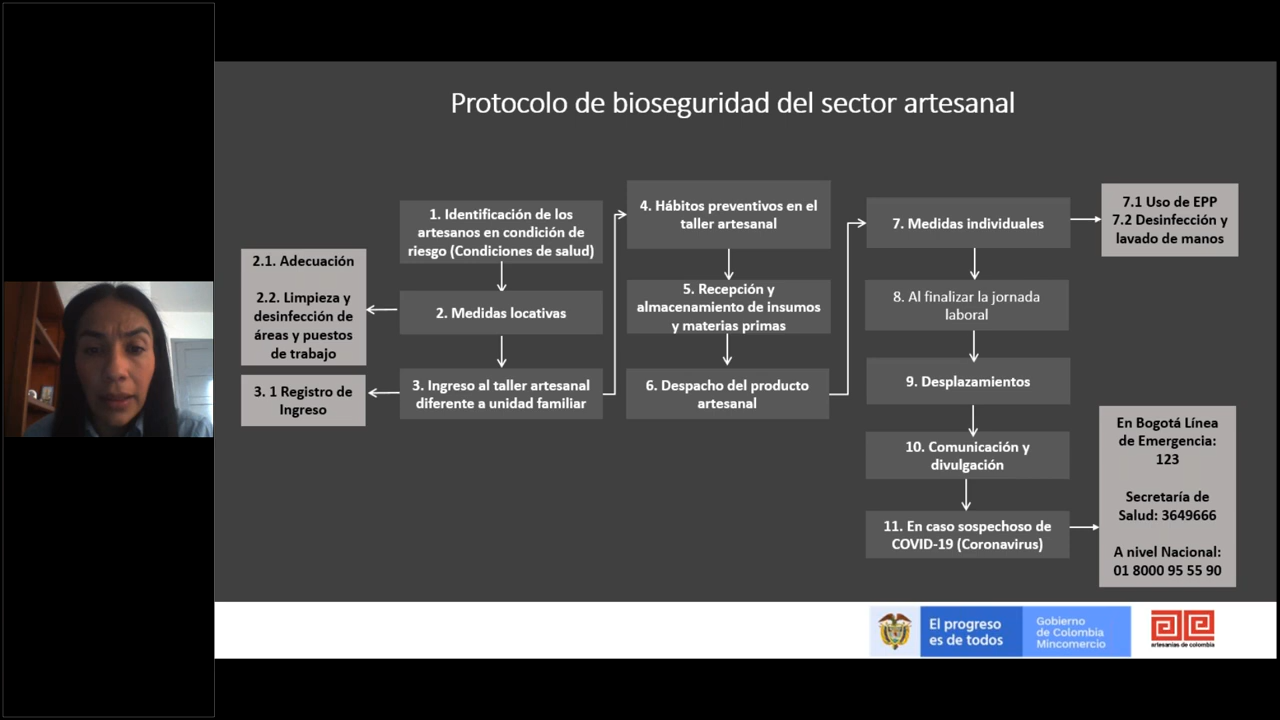 Protocolo de bioseguridad del sector artesanal
1. Identificación de los
artesanos en condición de
riesgo (Condiciones de salud)
2.1. Adecuación
2.2. Limpieza y
desinfección de
áreas y puestos
de trabajo
2. Medidas locativas
3. 1 Registro de
Ingreso
3. Ingreso al taller artesanal
diferente a unidad familiar
4. Hábitos preventivos en el
taller artesanal
5. Recepción y
almacenamiento de insumos
y materias primas
6. Despacho del producto
artesanal
7. Medidas individuales
7.1 Uso de EPP
7.2 Desinfección y
lavado de manos
8. Al finalizar la jornada
laboral
9. Desplazamientos
10. Comunicación y
divulgación
11. En caso sospechoso de
COVID-19 (Coronavirus)
En Bogotá Línea
de Emergencia:
123
Secretaría de
Salud: 3649666
A nivel Nacional:
01 8000 95 55 90
El progreso
es de todos
Gobierno
de Colombia
Mincomercio
artesanías de colombia